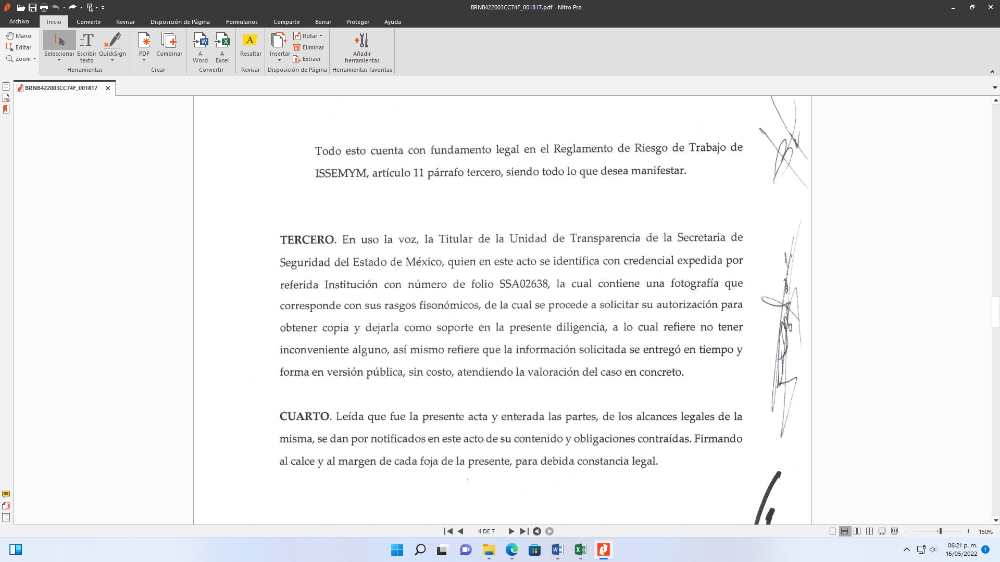 BRNB422003CC74F_001817.pdf - Nitro Pro
Archivo Inicio Convertir Revisar Disposición de Página Formularios Compartir Borrar Proteger Ayuda
Mano
Editar
Zoom
Seleccionar
Escribir texto
QuickSign
Herramientas
PDF
Combinar
Crear
A Word
A Excel
Convertir
Resaltar
Revisar
Insertar
Rotar
Eliminar
Extraer
Disposición de Página
Añadir herramientas
Herramientas favoritas
BRNB422003CC74F_001817
Todo esto cuenta con fundamento legal en el Reglamento de Riesgo de Trabajo de
ISSEMYM, artículo 11 párrafo tercero, siendo todo lo que desea manifestar.
TERCERO. En uso la voz, la Titular de la Unidad de Transparencia de la Secretaria de
Seguridad del Estado de México, quien en este acto se identifica con credencial expedida por
referida Institución con número de folio SSA02638, la cual contiene una fotografía que
corresponde con sus rasgos fisonómicos, de la cual se procede a solicitar su autorización para
obtener copia y dejarla como soporte en la presente diligencia, a lo cual refiere no tener
inconveniente alguno, así mismo refiere que la información solicitada se entregó en tiempo y
forma en versión pública, sin costo, atendiendo la valoración del caso en concreto.
CUARTO. Leída que fue la presente acta y enterada las partes, de los alcances legales de la
misma, se dan por notificados en este acto de su contenido y obligaciones contraídas. Firmando
al calce y al margen de cada foja de la presente, para debida constancia legal.
4 DE 7
150%
06:21 p. m.
16/05/2022
1